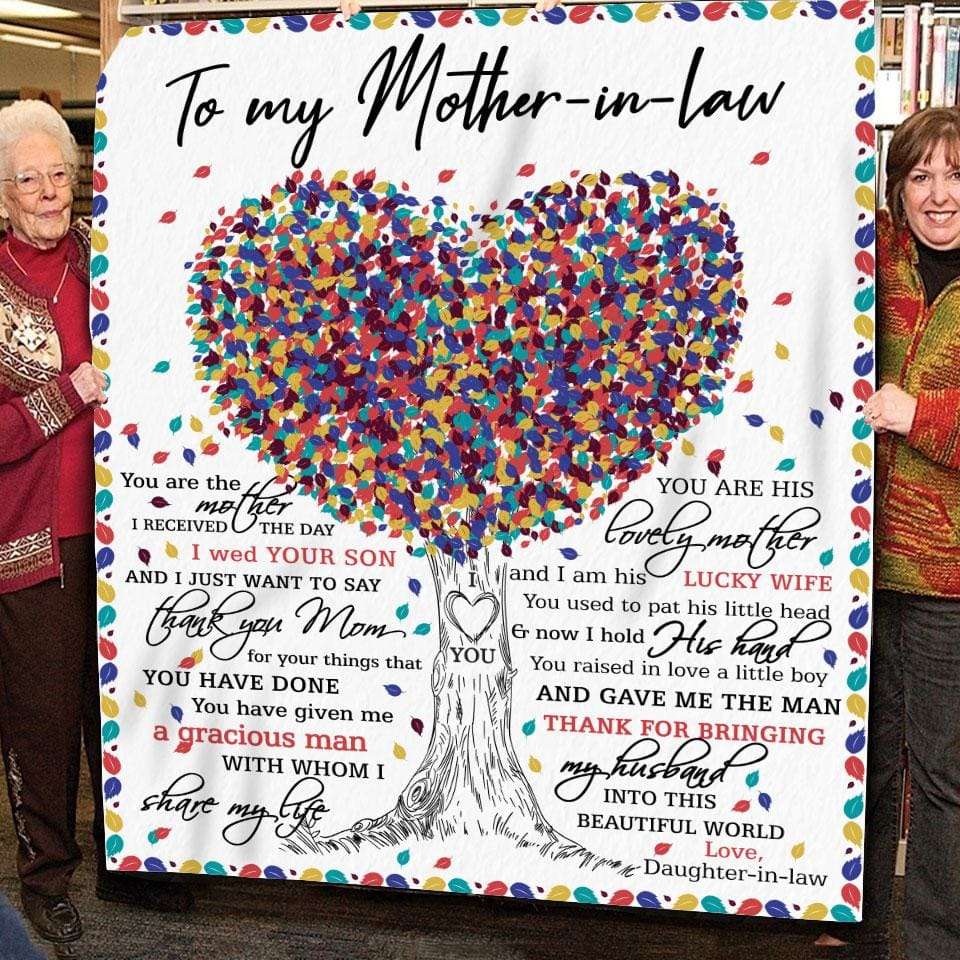 To my Mother-in-law
You are the
mother
I RECEIVED THE DAY
I wed YOUR SON
AND I JUST WANT TO SAY
thank you Mom
for your things that
YOU HAVE DONE
You have given me
a gracious man
WITH WHOM I
share my life
I
YOU
YOU ARE HIS
lovely mother
and I am his LUCKY WIFE
You used to pat his little head
& now I hold His hand
You raised in love a little boy
AND GAVE ME THE MAN
THANK FOR BRINGING
my husband
INTO THIS
BEAUTIFUL WORLD
Love,
Daughter-in-law